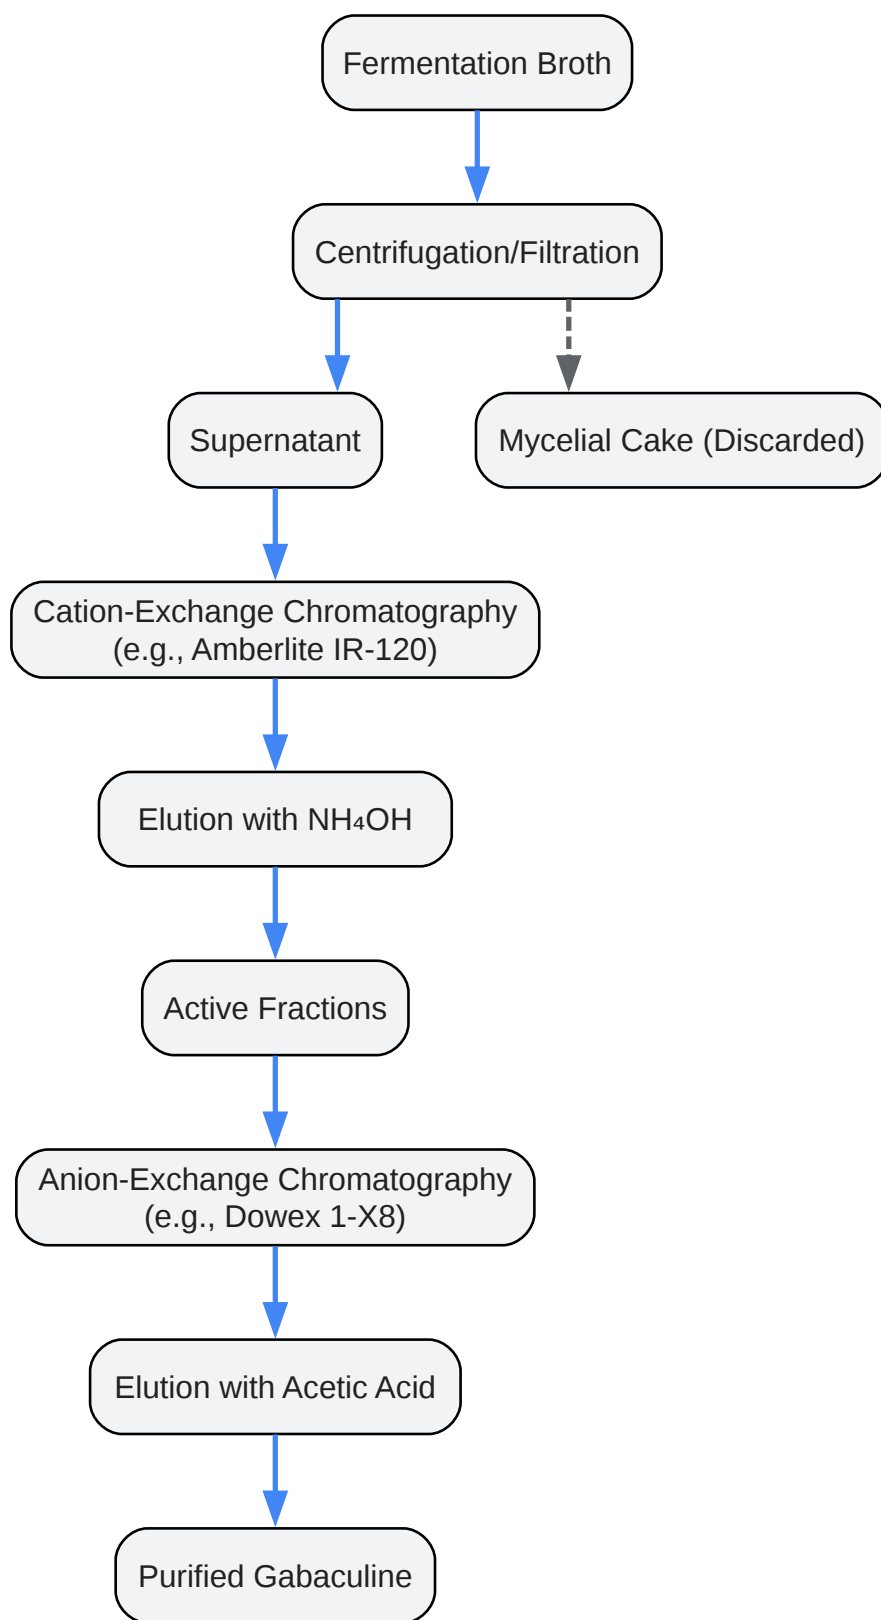 Fermentation Broth
Centrifugation/Filtration
Supernatant
Mycelial Cake (Discarded)
Cation-Exchange Chromatography
(e.g., Amberlite IR-120)
Elution with NH₄OH
Active Fractions
Anion-Exchange Chromatography
(e.g., Dowex 1-X8)
Elution with Acetic Acid
Purified Gabaculine